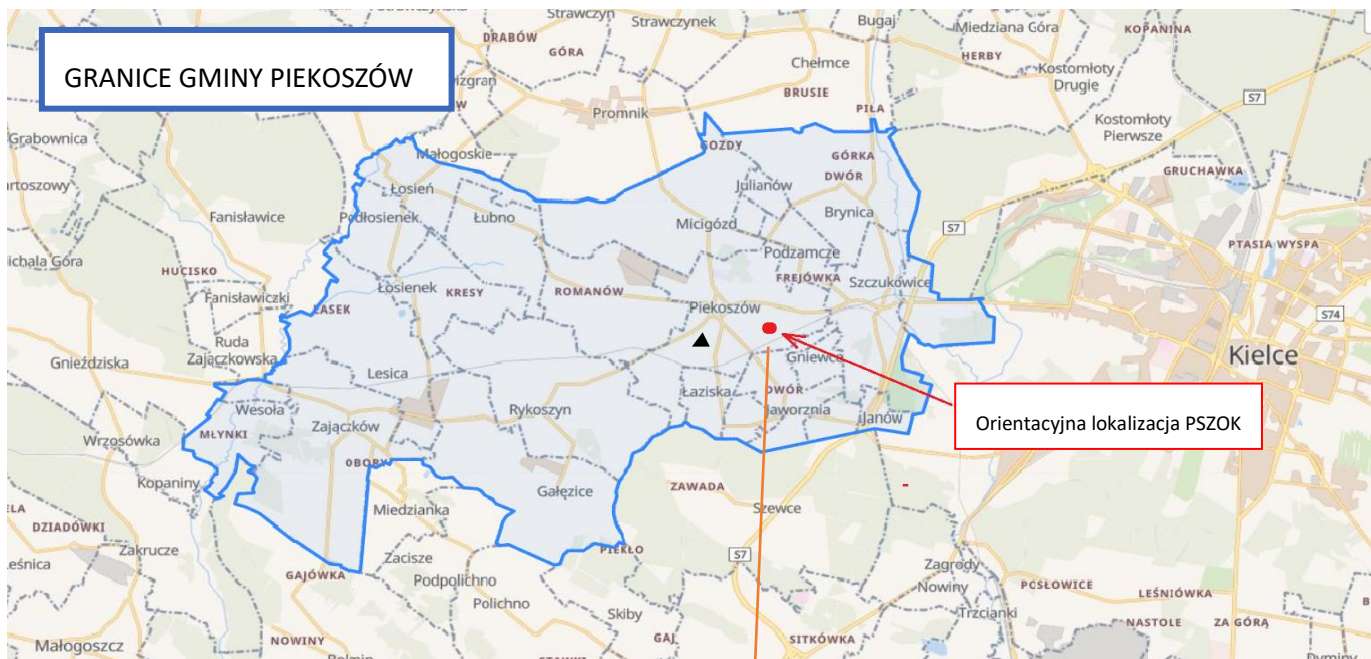 GRANICE GMINY PIEKOSZÓW
Strawczyn
Strawczynek
Bugaj
Miedziana Góra
KOPANINA
DRABÓW
GÓRA
HERBY
Chełmce
Kostomłoty
Drugie
BRUSIE
S7
Grabownica
Promnik
PIŁA
Kostomłoty
Pierwsze
Małogoskie
GOZDY
GÓRKA
DWÓR
GRUCHAWKA
Łosień
Julianów
Fanisławice
Podłosienek
Łubno
Micigózd
Brynica
S7
PTASIA WYSPA
Podzamcze
HUCISKO
FREJÓWKA
Szczukowice
Fanisławiczki
Łosienek
KRESY
ROMANÓW
Piekoszów
S74
Ruda
Zajączkowska
Gnieździska
Gniewce
Kielce
Lesica
Łaziska
DWÓR
Wesoła
Rykoszyn
Jaworznia
Janów
Orientacyjna lokalizacja PSZOK
Wrzosówka
MŁYNKI
Zajączków
OBORY
Kopaniny
Gałęzice
ZAWADA
DZIADÓWKI
Miedzianka
Szewce
Zakrucze
Zacisze
PIEKŁO
S7
Zagrody
GAJÓWKA
Podpolichno
Nowiny
POSŁOWICE
LEŚNIÓWKA
Polichno
Skiby
Trzcianki
NASTOLE
ZA GÓRĄ
Małogoszcz
NOWINY
GAJ
SITKÓWKA
Dyminy